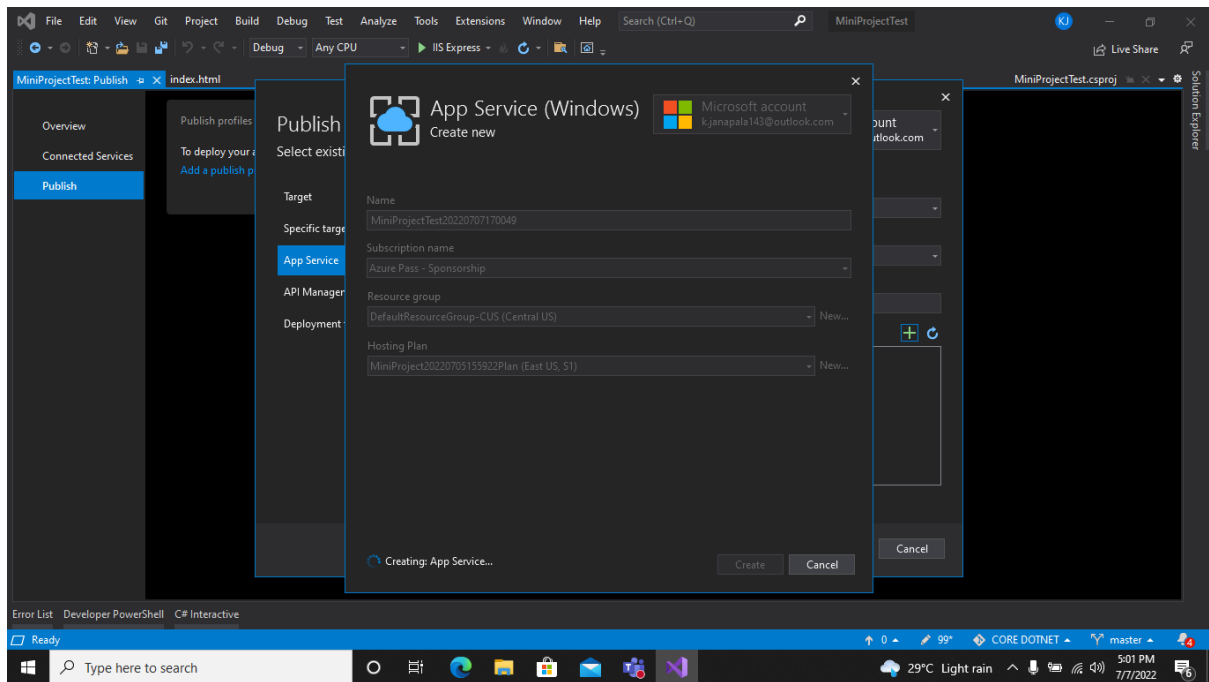 File Edit View Git Project Build Debug Test Analyze Tools Extensions Window Help Search (Ctrl+Q) MiniProjectTest KJ
Debug Any CPU IIS Express Live Share
MiniProjectTest: Publish index.html MiniProjectTest.csproj
Solution Explorer
Overview
Connected Services
Publish
Publish profiles
To deploy your a
Add a publish p
Publish
Select existi
Target
Specific targe
App Service
API Manager
Deployment
App Service (Windows)
Create new
Microsoft account
k.janapala143@outlook.com
ount
utlook.com
Name
MiniProjectTest20220707170049
Subscription name
Azure Pass - Sponsorship
Resource group
DefaultResourceGroup-CUS (Central US) New...
Hosting Plan
MiniProject20220705155922Plan (East US, S1) New...
Creating: App Service...
Create Cancel
Cancel
Error List Developer PowerShell C# Interactive
Ready 0 99* CORE DOTNET master 4
Type here to search 29°C Light rain 5:01 PM
7/7/2022 6